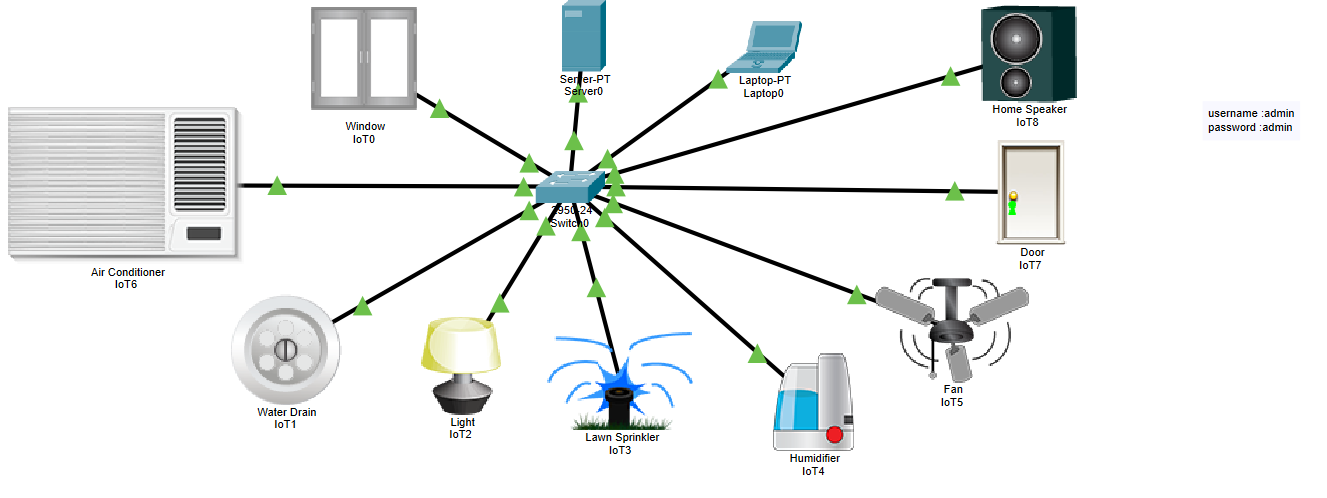 Server-PT
Server0
Laptop-PT
Laptop0
Home Speaker
IoT8
username :admin
password :admin
Window
IoT0
2950-24
Switch0
Door
IoT7
Air Conditioner
IoT6
Fan
IoT5
Water Drain
IoT1
Light
IoT2
Lawn Sprinkler
IoT3
Humidifier
IoT4